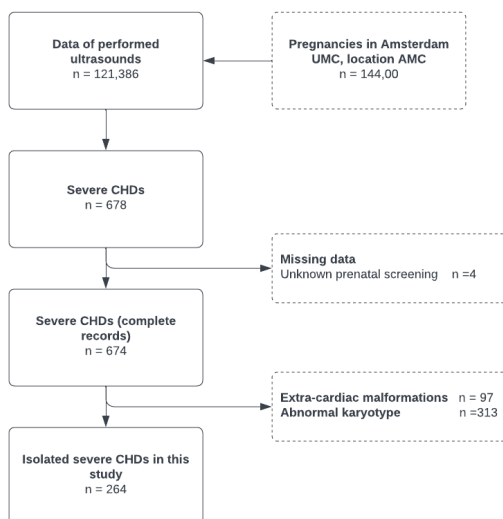 Data of performed
ultrasounds
n = 121,386
Pregnancies in Amsterdam
UMC, location AMC
n = 144,00
Severe CHDs
n = 678
Missing data
Unknown prenatal screening n =4
Severe CHDs (complete
records)
n = 674
Extra-cardiac malformations n = 97
Abnormal karyotype n =313
Isolated severe CHDs in this
study
n = 264